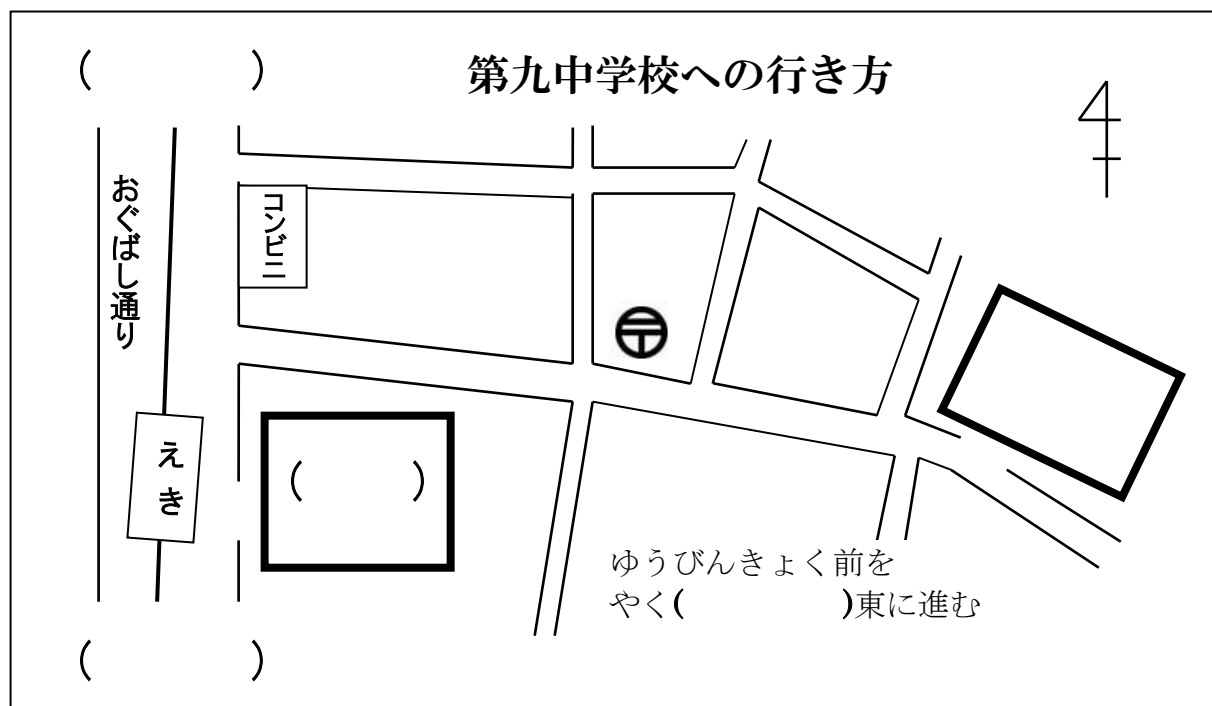 ( )
第九中学校への行き方
おぐばし通り
コンビニ
〒
えき
( )
ゆうびんきょく前を
やく( )東に進む
( )